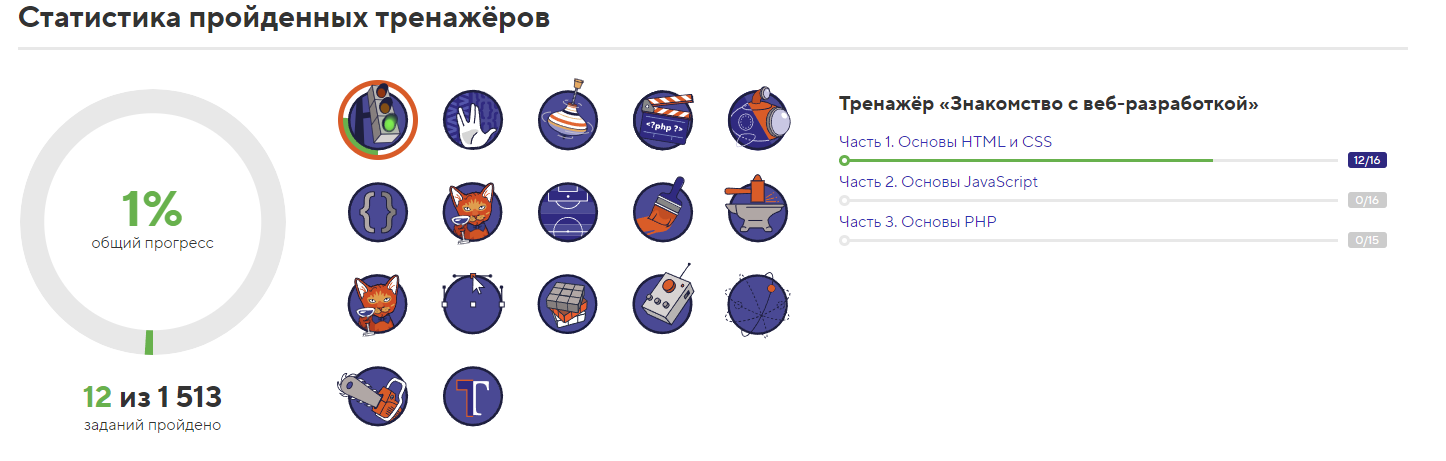 Статистика пройденных тренажёров
1%
общий прогресс
12 из 1 513
заданий пройдено
<?php ?>
{ }
T
Тренажёр «Знакомство с веб-разработкой»
Часть 1. Основы HTML и CSS
12/16
Часть 2. Основы JavaScript
0/16
Часть 3. Основы PHP
0/15